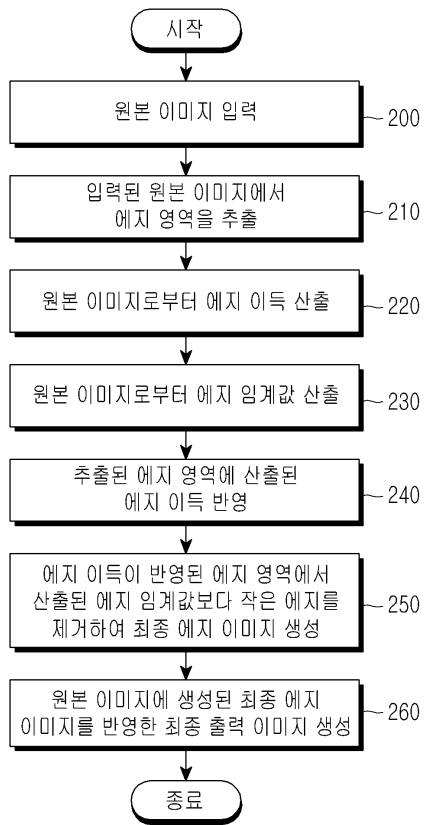 시작
원본 이미지 입력
200
입력된 원본 이미지에서
에지 영역을 추출
210
원본 이미지로부터 에지 이득 산출
220
원본 이미지로부터 에지 임계값 산출
230
추출된 에지 영역에 산출된
에지 이득 반영
240
에지 이득이 반영된 에지 영역에서
산출된 에지 임계값보다 작은 에지를
제거하여 최종 에지 이미지 생성
250
원본 이미지에 생성된 최종 에지
이미지를 반영한 최종 출력 이미지 생성
260
종료